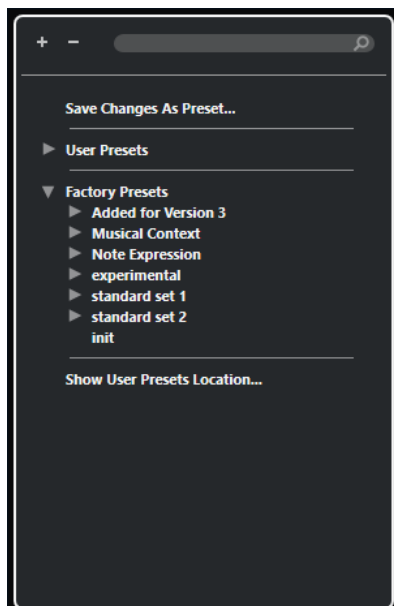 Save Changes As Preset...
User Presets
Factory Presets
Added for Version 3
Musical Context
Note Expression
experimental
standard set 1
standard set 2
init
Show User Presets Location...